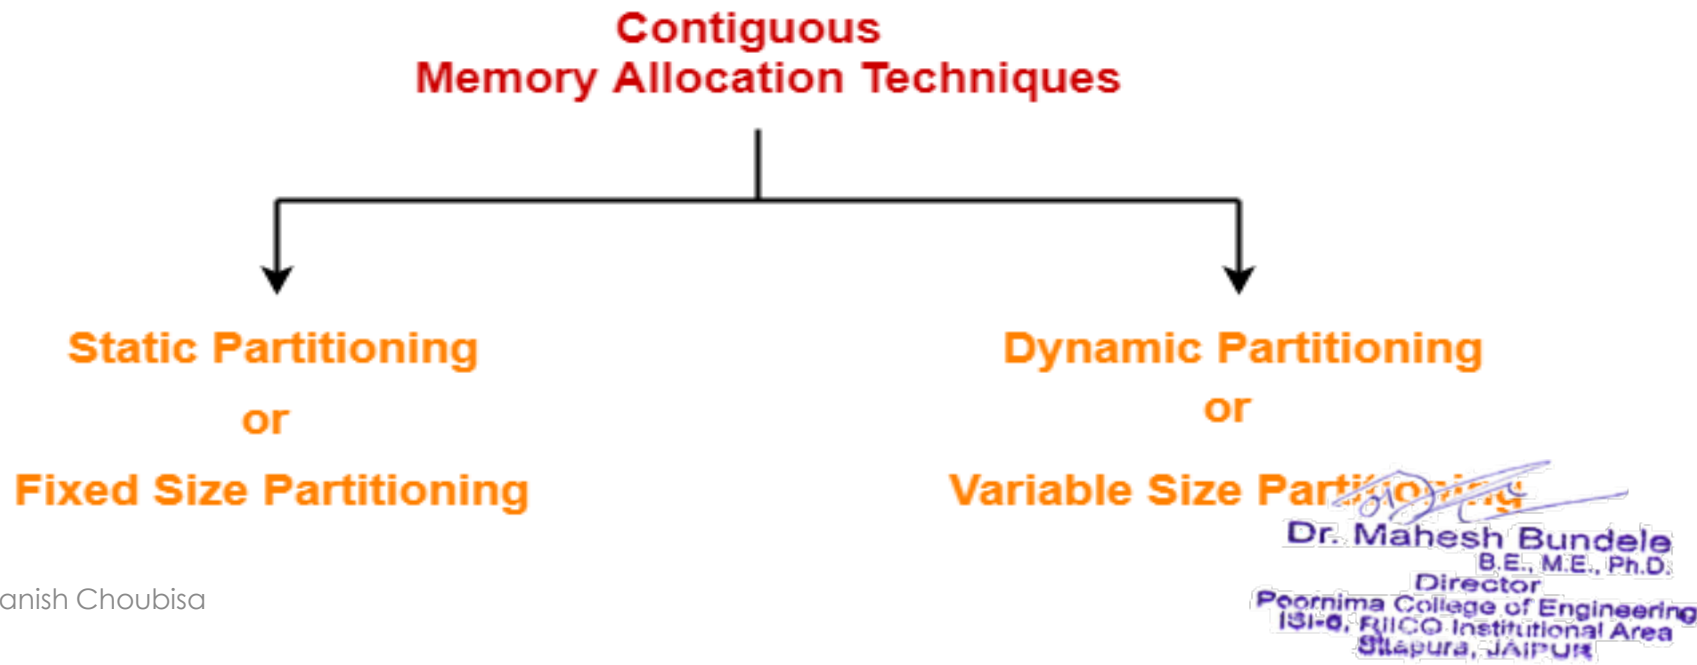 Contiguous
Memory Allocation Techniques
Static Partitioning
or
Fixed Size Partitioning
Dynamic Partitioning
or
Variable Size Partitioning
Dr. Mahesh Bundele
B.E., M.E., Ph.D.
Director
Poornima College of Engineering
ISI-6, RIICO Institutional Area
Sitapura, JAIPUR
anish Choubisa